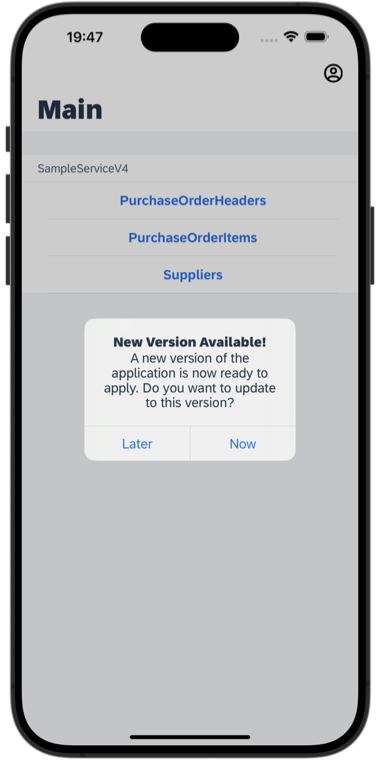 19:47
Main
SampleServiceV4
PurchaseOrderHeaders
PurchaseOrderItems
Suppliers
New Version Available!
A new version of the
application is now ready to
apply. Do you want to update
to this version?
Later
Now